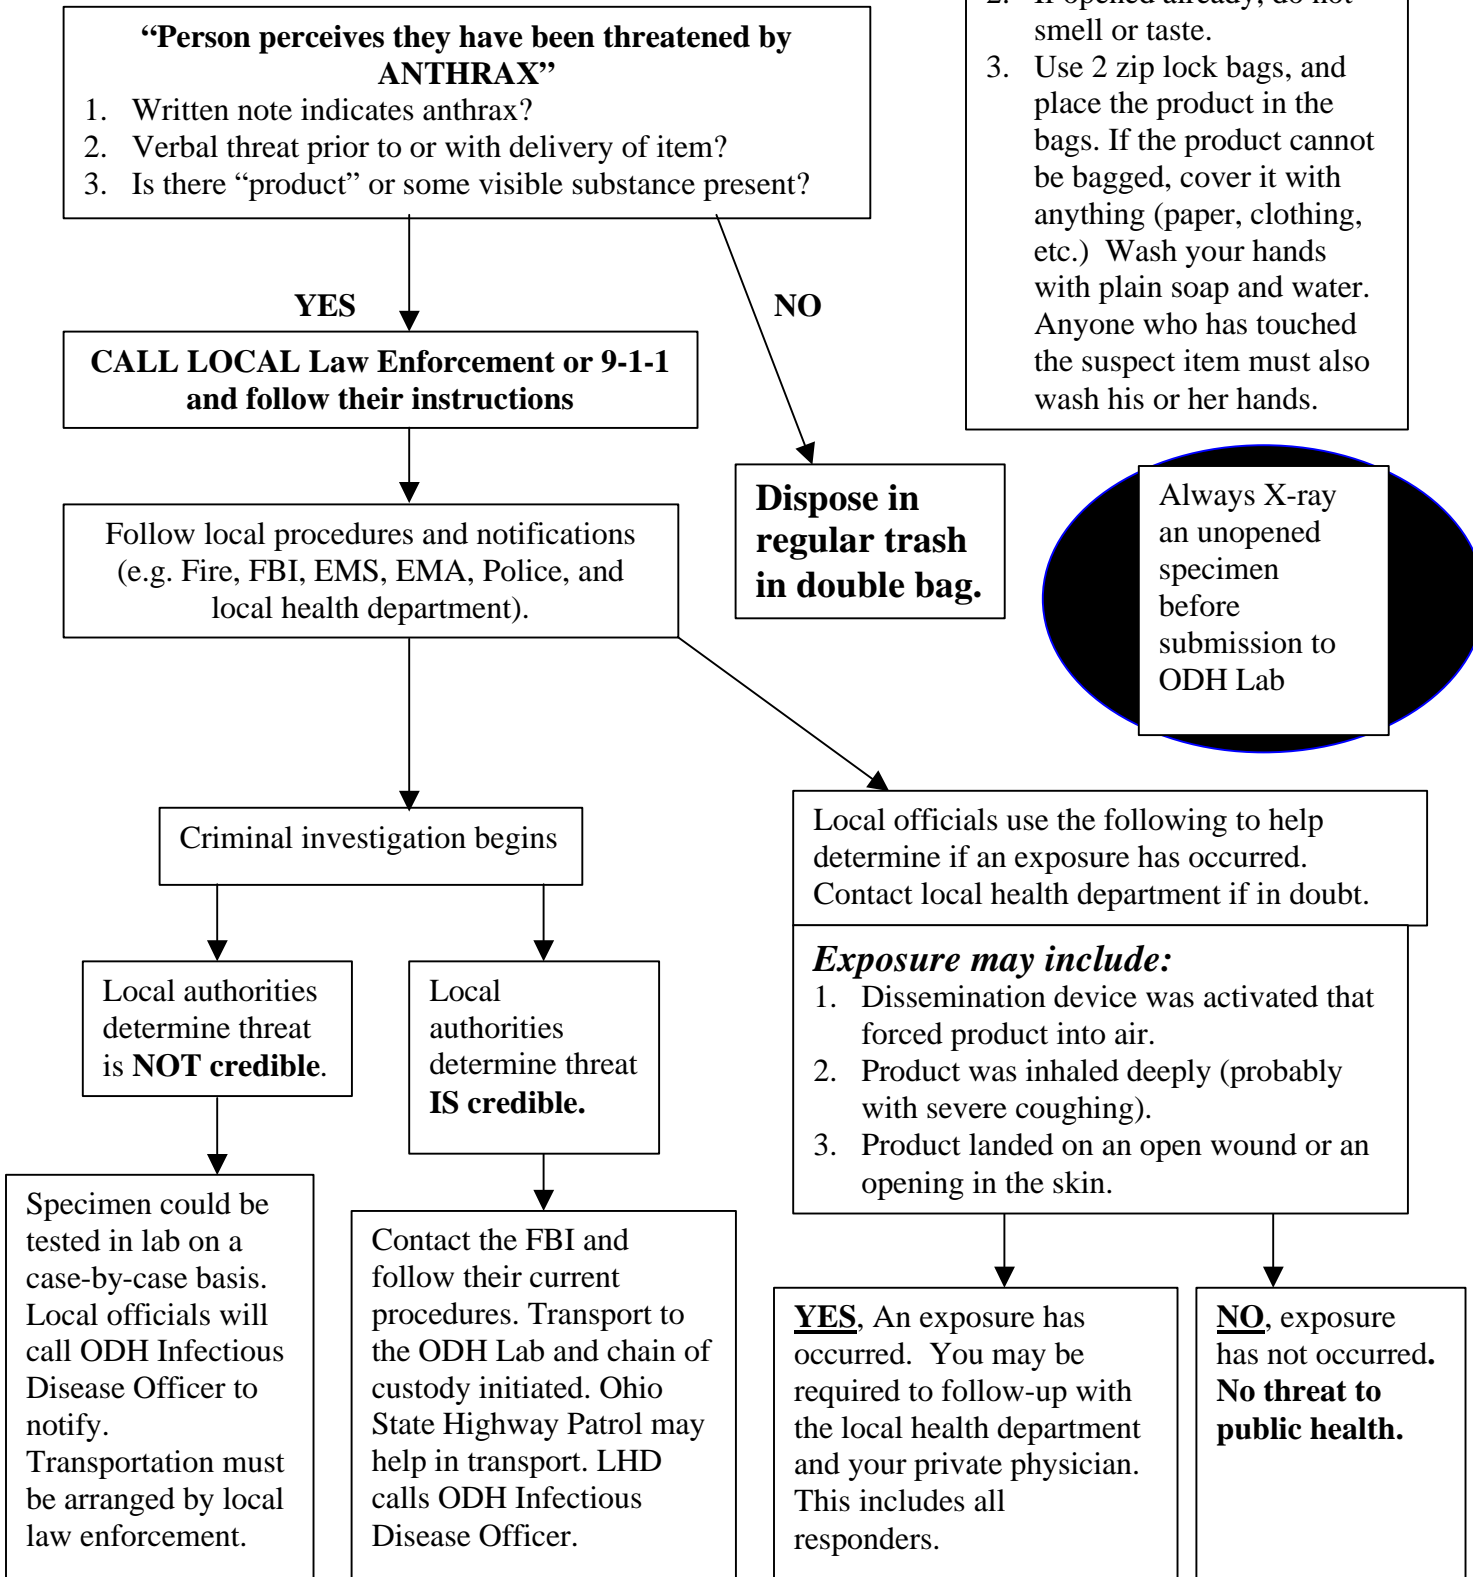 “Person perceives they have been threatened by
ANTHRAX”
1. Written note indicates anthrax?
2. Verbal threat prior to or with delivery of item?
3. Is there “product” or some visible substance present?
2. If opened already, do not
smell or taste.
3. Use 2 zip lock bags, and
place the product in the
bags. If the product cannot
be bagged, cover it with
anything (paper, clothing,
etc.) Wash your hands
with plain soap and water.
Anyone who has touched
the suspect item must also
wash his or her hands.
YES
NO
CALL LOCAL Law Enforcement or 9-1-1
and follow their instructions
Dispose in
regular trash
in double bag.
Always X-ray
an unopened
specimen
before
submission to
ODH Lab
Follow local procedures and notifications
(e.g. Fire, FBI, EMS, EMA, Police, and
local health department).
Criminal investigation begins
Local officials use the following to help
determine if an exposure has occurred.
Contact local health department if in doubt.
Local authorities
determine threat
is NOT credible.
Local
authorities
determine threat
IS credible.
Exposure may include:
1. Dissemination device was activated that
forced product into air.
2. Product was inhaled deeply (probably
with severe coughing).
3. Product landed on an open wound or an
opening in the skin.
Specimen could be
tested in lab on a
case-by-case basis.
Local officials will
call ODH Infectious
Disease Officer to
notify.
Transportation must
be arranged by local
law enforcement.
Contact the FBI and
follow their current
procedures. Transport to
the ODH Lab and chain of
custody initiated. Ohio
State Highway Patrol may
help in transport. LHD
calls ODH Infectious
Disease Officer.
YES, An exposure has
occurred. You may be
required to follow-up with
the local health department
and your private physician.
This includes all
responders.
NO, exposure
has not occurred.
No threat to
public health.